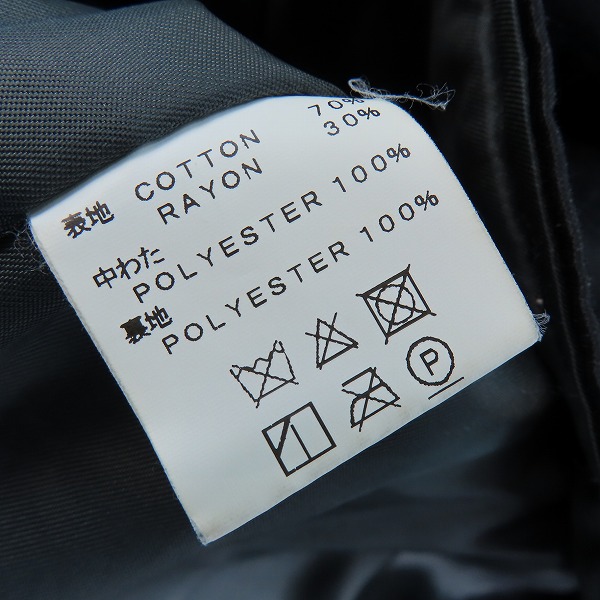 表地 COTTON 70%
RAYON 30%
中わた
POLYESTER 100%
裏地
POLYESTER 100%
P